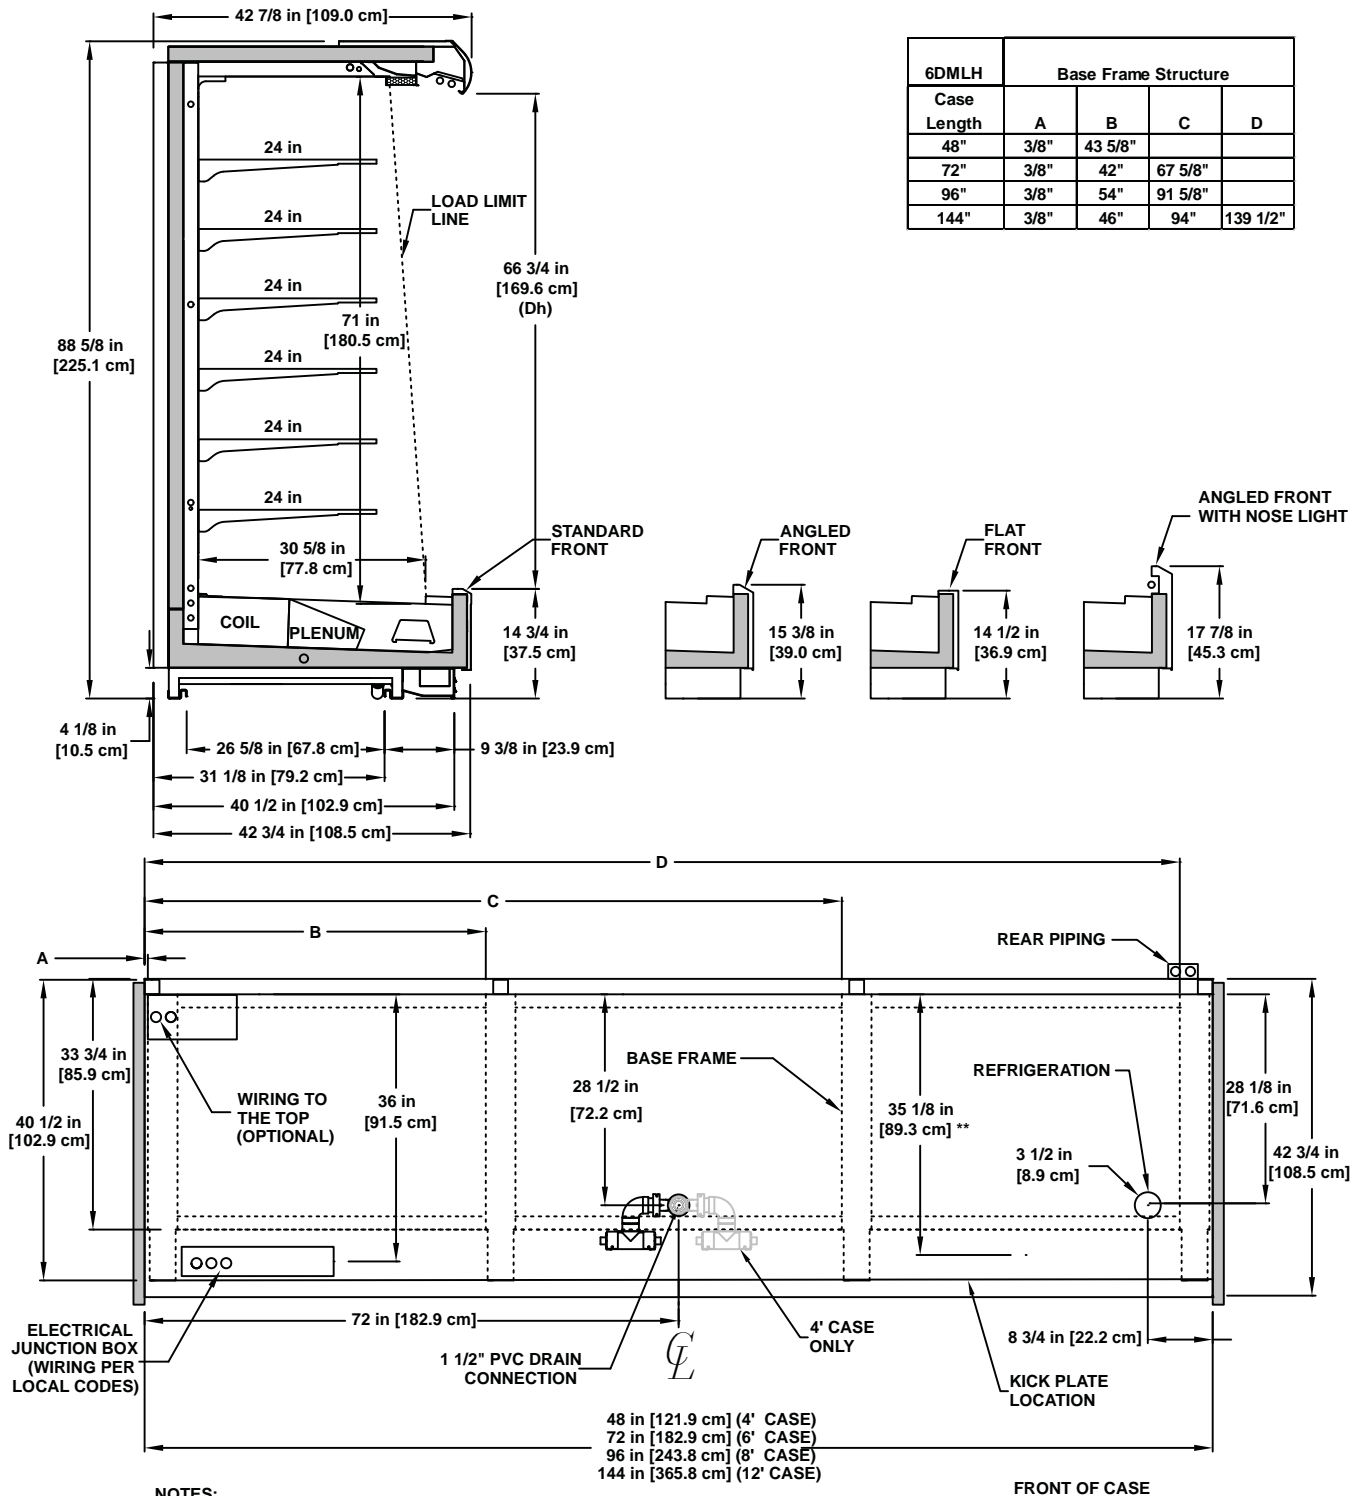 42 7/8 in [109.0 cm]
6DMLH Base Frame Structure
Case Length A B C D
48" 3/8" 43 5/8"
72" 3/8" 42" 67 5/8"
96" 3/8" 54" 91 5/8"
144" 3/8" 46" 94" 139 1/2"
24 in
LOAD LIMIT
LINE
24 in
66 3/4 in
[169.6 cm]
(Dh)
24 in
71 in
[180.5 cm]
88 5/8 in
[225.1 cm]
24 in
24 in
24 in
30 5/8 in
[77.8 cm]
STANDARD
FRONT
ANGLED
FRONT
FLAT
FRONT
ANGLED FRONT
WITH NOSE LIGHT
COIL
PLENUM
14 3/4 in
[37.5 cm]
15 3/8 in
[39.0 cm]
14 1/2 in
[36.9 cm]
17 7/8 in
[45.3 cm]
4 1/8 in
[10.5 cm]
26 5/8 in [67.8 cm]
9 3/8 in [23.9 cm]
31 1/8 in [79.2 cm]
40 1/2 in [102.9 cm]
42 3/4 in [108.5 cm]
D
C
B
A
REAR PIPING
33 3/4 in
[85.9 cm]
40 1/2 in
[102.9 cm]
WIRING TO
THE TOP
(OPTIONAL)
36 in
[91.5 cm]
28 1/2 in
[72.2 cm]
BASE FRAME
35 1/8 in
[89.3 cm] **
REFRIGERATION
3 1/2 in
[8.9 cm]
28 1/8 in
[71.6 cm]
42 3/4 in
[108.5 cm]
72 in [182.9 cm]
ELECTRICAL
JUNCTION BOX
(WIRING PER
LOCAL CODES)
1 1/2" PVC DRAIN
CONNECTION
CL
4' CASE
ONLY
8 3/4 in [22.2 cm]
KICK PLATE
LOCATION
48 in [121.9 cm] (4' CASE)
72 in [182.9 cm] (6' CASE)
96 in [243.8 cm] (8' CASE)
144 in [365.8 cm] (12' CASE)
NOTES:
FRONT OF CASE